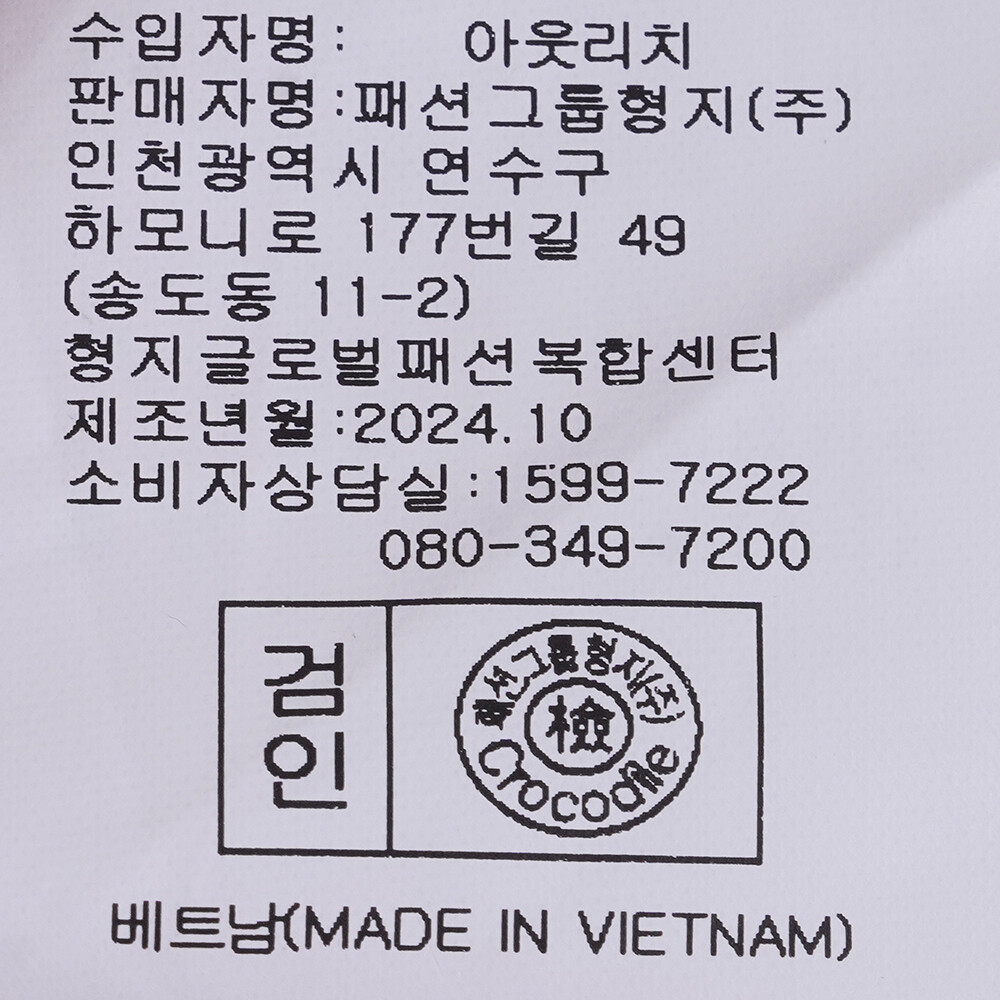 수입자명: 아웃리치
판매자명:패션그룹형지(주)
인천광역시 연수구
하모니로 177번길 49
(송도동 11-2)
형지글로벌패션복합센터
제조년월:2024.10
소비자상담실:1599-7222
080-349-7200
검인
패션그룹형지(주)
檢
Crocodile
베트남(MADE IN VIETNAM)